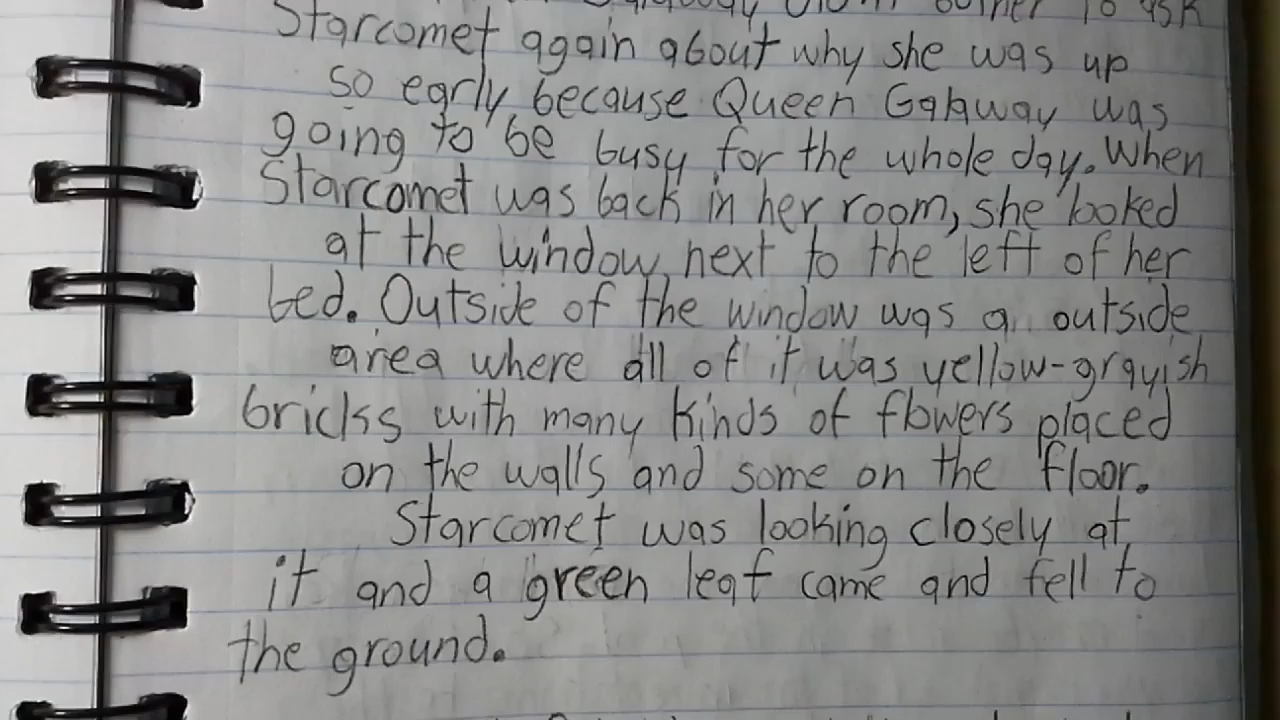 to ask
Starcomet again about why she was up
so early because Queen Galaway was
going to be busy for the whole day. When
Starcomet was back in her room, she looked
at the window next to the left of her
bed. Outside of the window was a outside
area where all of it was yellow-grayish
bricks with many kinds of flowers placed
on the walls and some on the floor.
Starcomet was looking closely at
it and a green leaf came and fell to
the ground.